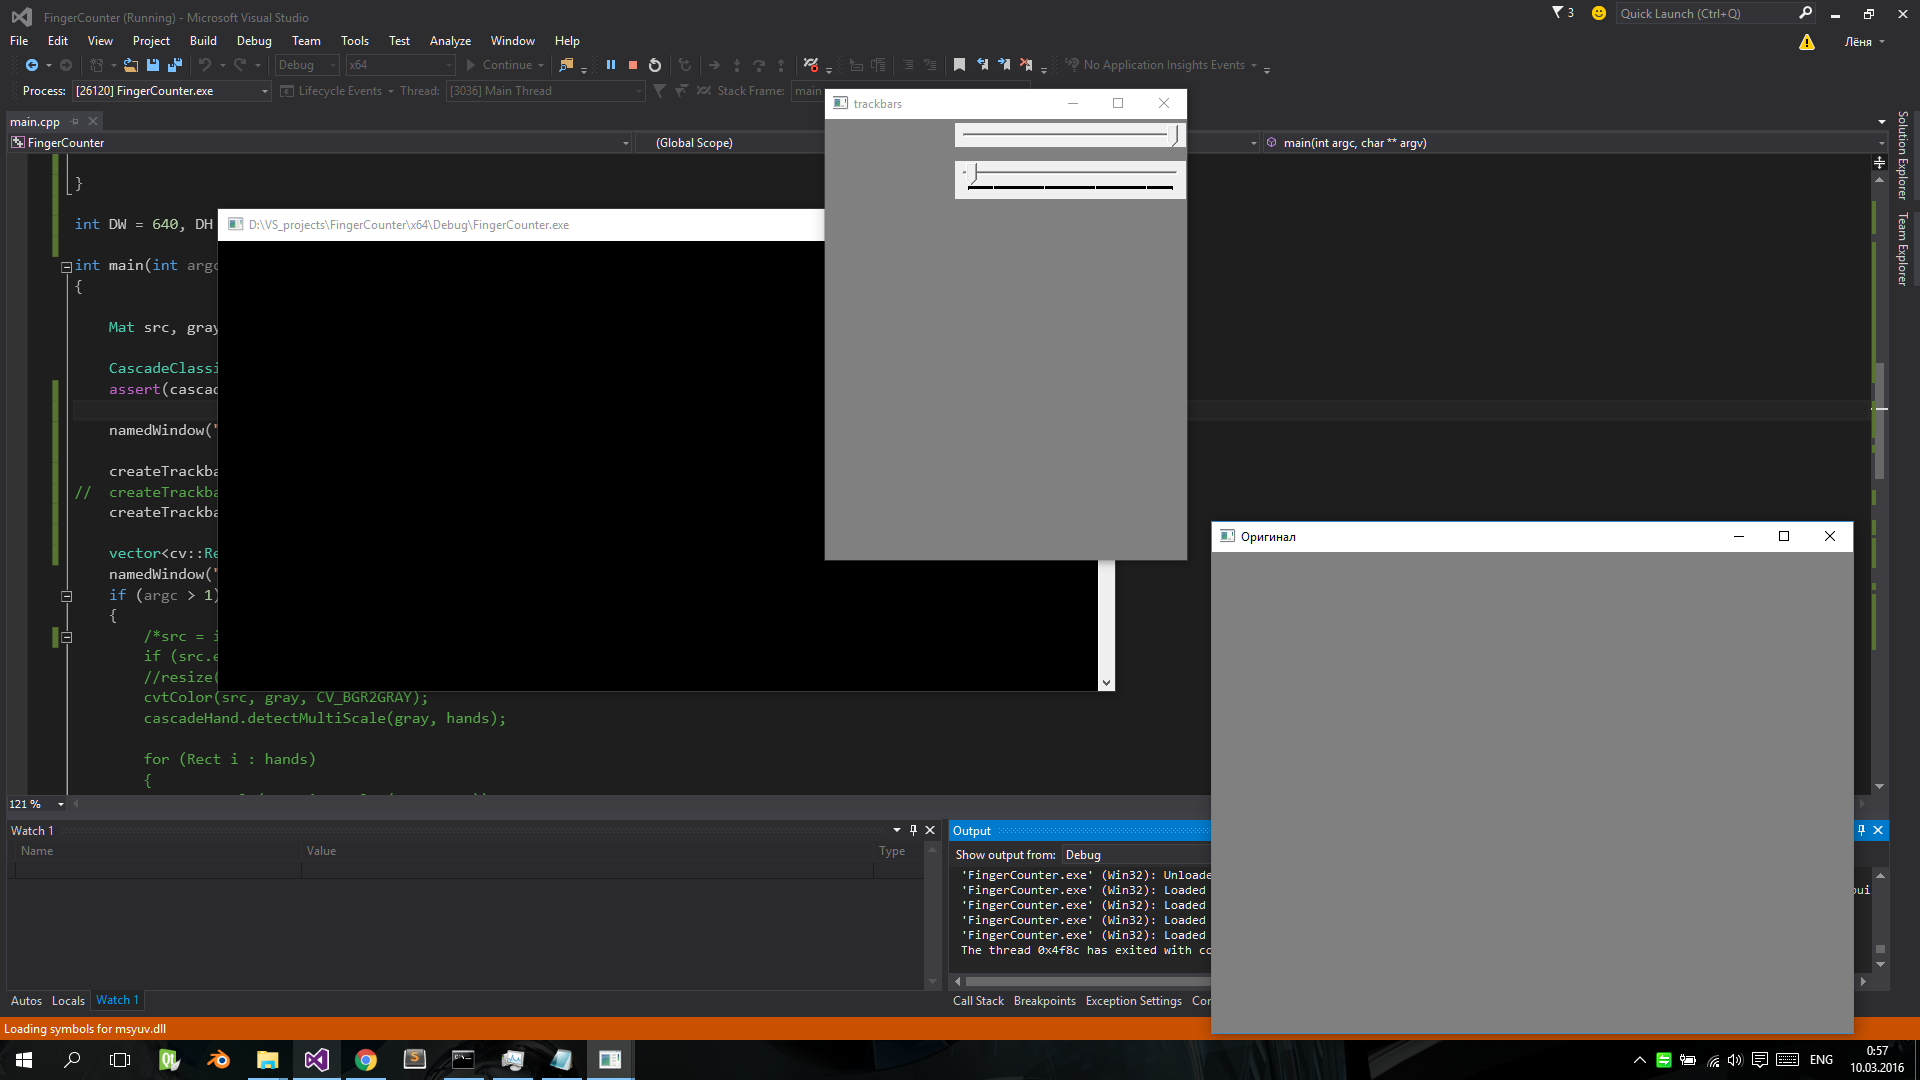 FingerCounter (Running) - Microsoft Visual Studio
3
Quick Launch (Ctrl+Q)
File Edit View Project Build Debug Team Tools Test Analyze Window Help
Лёня
Debug x64 Continue No Application Insights Events
Process: [26120] FingerCounter.exe Lifecycle Events Thread: [3036] Main Thread Stack Frame: main
trackbars
main.cpp
FingerCounter (Global Scope) main(int argc, char ** argv)
Solution Explorer
Team Explorer
}
int DW = 640, DH
D:\VS_projects\FingerCounter\x64\Debug\FingerCounter.exe
int main(int argc
{
Mat src, gray
CascadeClassi
assert(cascad
namedWindow("
createTrackba
// createTrackba
createTrackba
vector<cv::Re
namedWindow("
if (argc > 1)
{
/*src = i
if (src.e
//resize(
cvtColor(src, gray, CV_BGR2GRAY);
cascadeHand.detectMultiScale(gray, hands);
for (Rect i : hands)
{
Оригинал
121 %
Watch 1
Name Value Type
Output
Show output from: Debug
'FingerCounter.exe' (Win32): Unloade
'FingerCounter.exe' (Win32): Loaded
'FingerCounter.exe' (Win32): Loaded
'FingerCounter.exe' (Win32): Loaded
'FingerCounter.exe' (Win32): Loaded
The thread 0x4f8c has exited with co
Autos Locals Watch 1
Call Stack Breakpoints Exception Settings
Loading symbols for msyuv.dll
ENG
0:57
10.03.2016